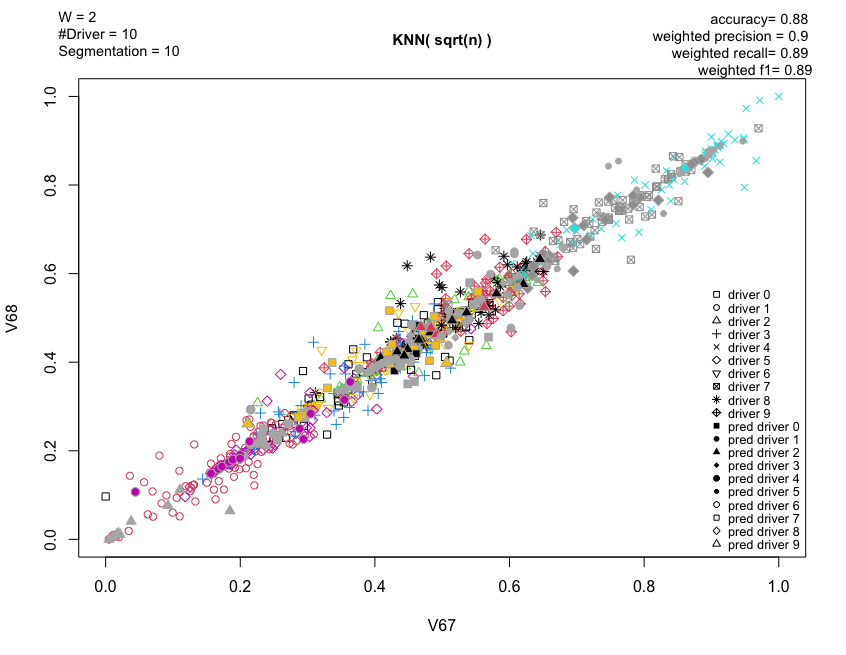 W = 2
#Driver = 10
Segmentation = 10
KNN( sqrt(n) )
accuracy= 0.88
weighted precision = 0.9
weighted recall= 0.89
weighted f1= 0.89
1.0
0.8
0.6
0.4
0.2
0.0
V68
driver 0
driver 1
driver 2
driver 3
driver 4
driver 5
driver 6
driver 7
driver 8
driver 9
pred driver 0
pred driver 1
pred driver 2
pred driver 3
pred driver 4
pred driver 5
pred driver 6
pred driver 7
pred driver 8
pred driver 9
0.0 0.2 0.4 0.6 0.8 1.0
V67